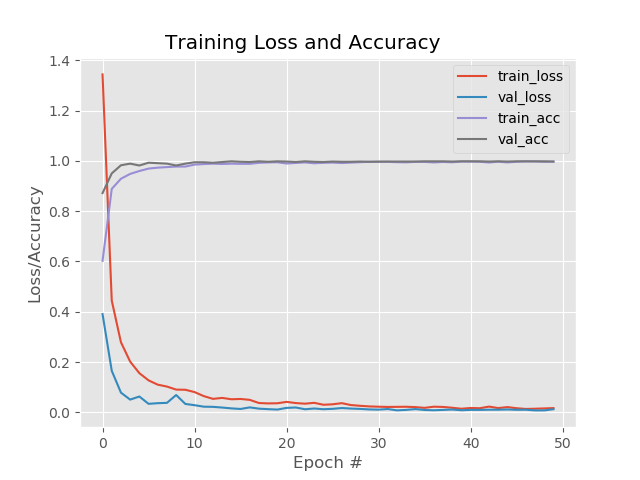 Training Loss and Accuracy
1.4
1.2
1.0
0.8
0.6
0.4
0.2
0.0
Loss/Accuracy
train_loss
val_loss
train_acc
val_acc
0 10 20 30 40 50
Epoch #